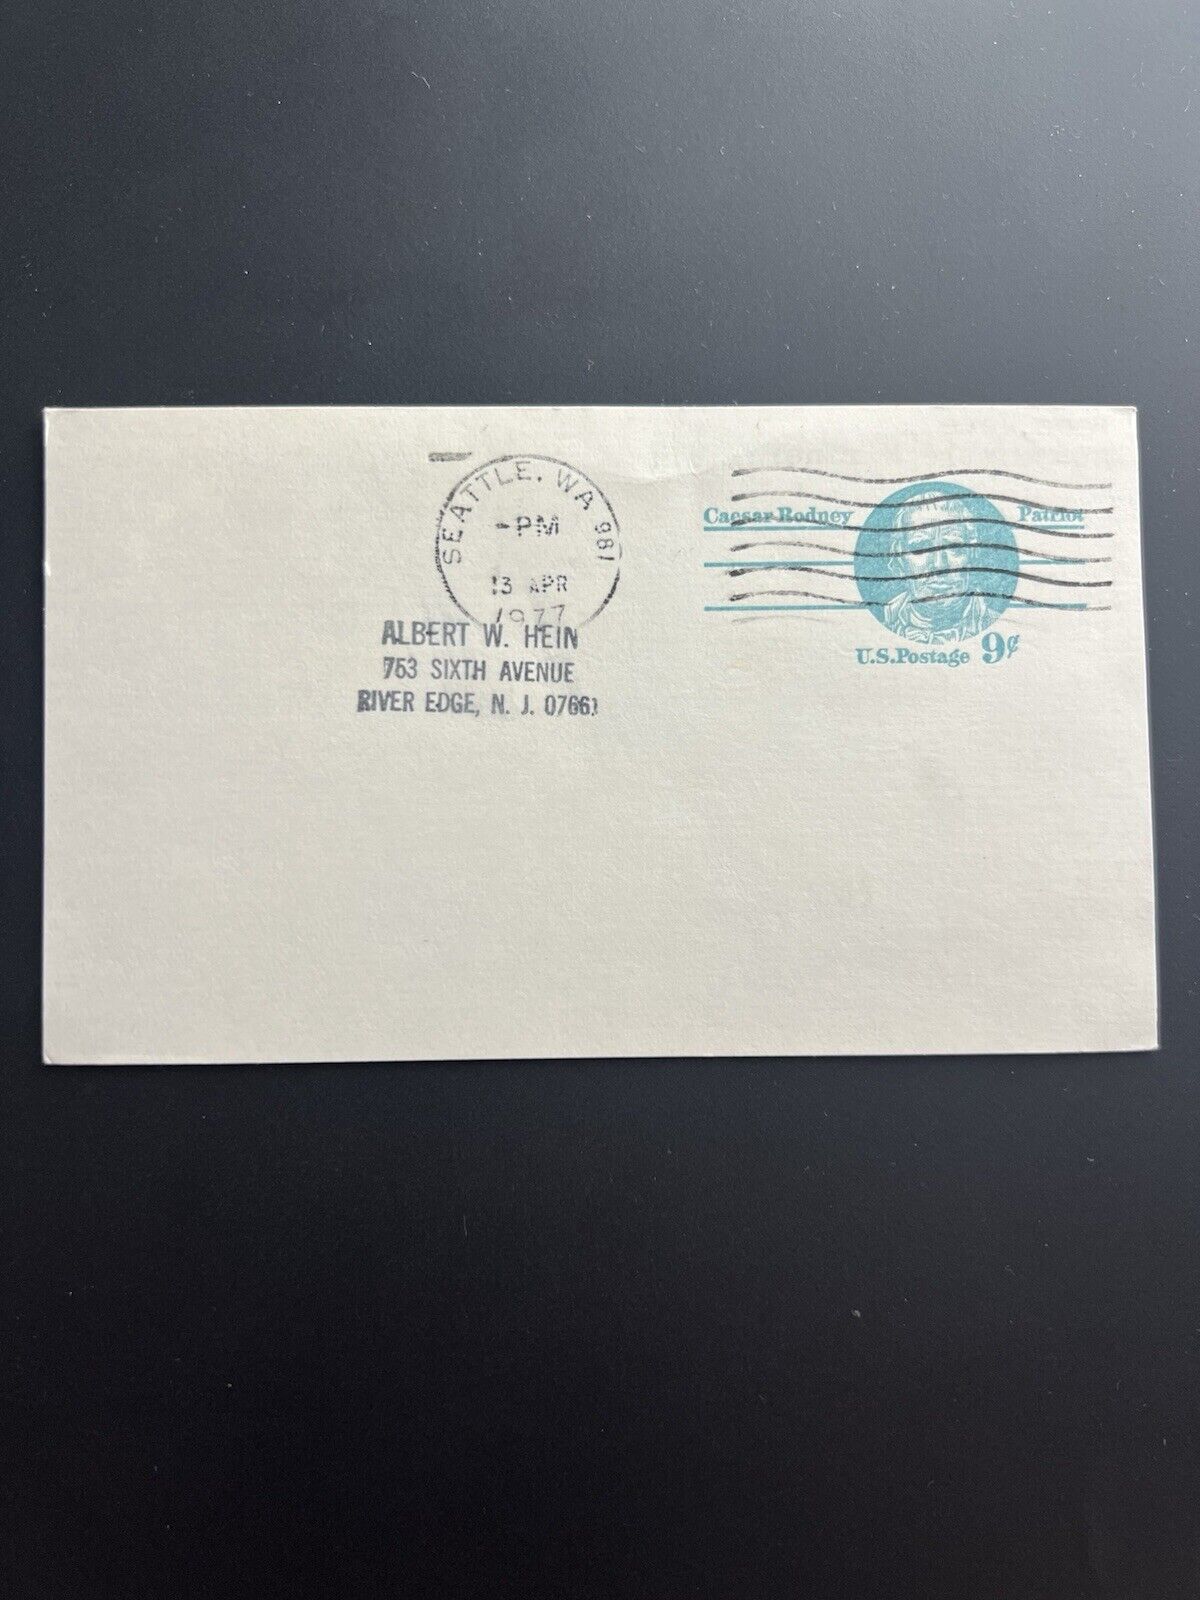 SEATTLE, WA 981
-PM
13 APR
1977
Caesar Rodney Patriot
U.S.Postage 9¢
ALBERT W. HEIN
753 SIXTH AVENUE
RIVER EDGE, N. J. 07661